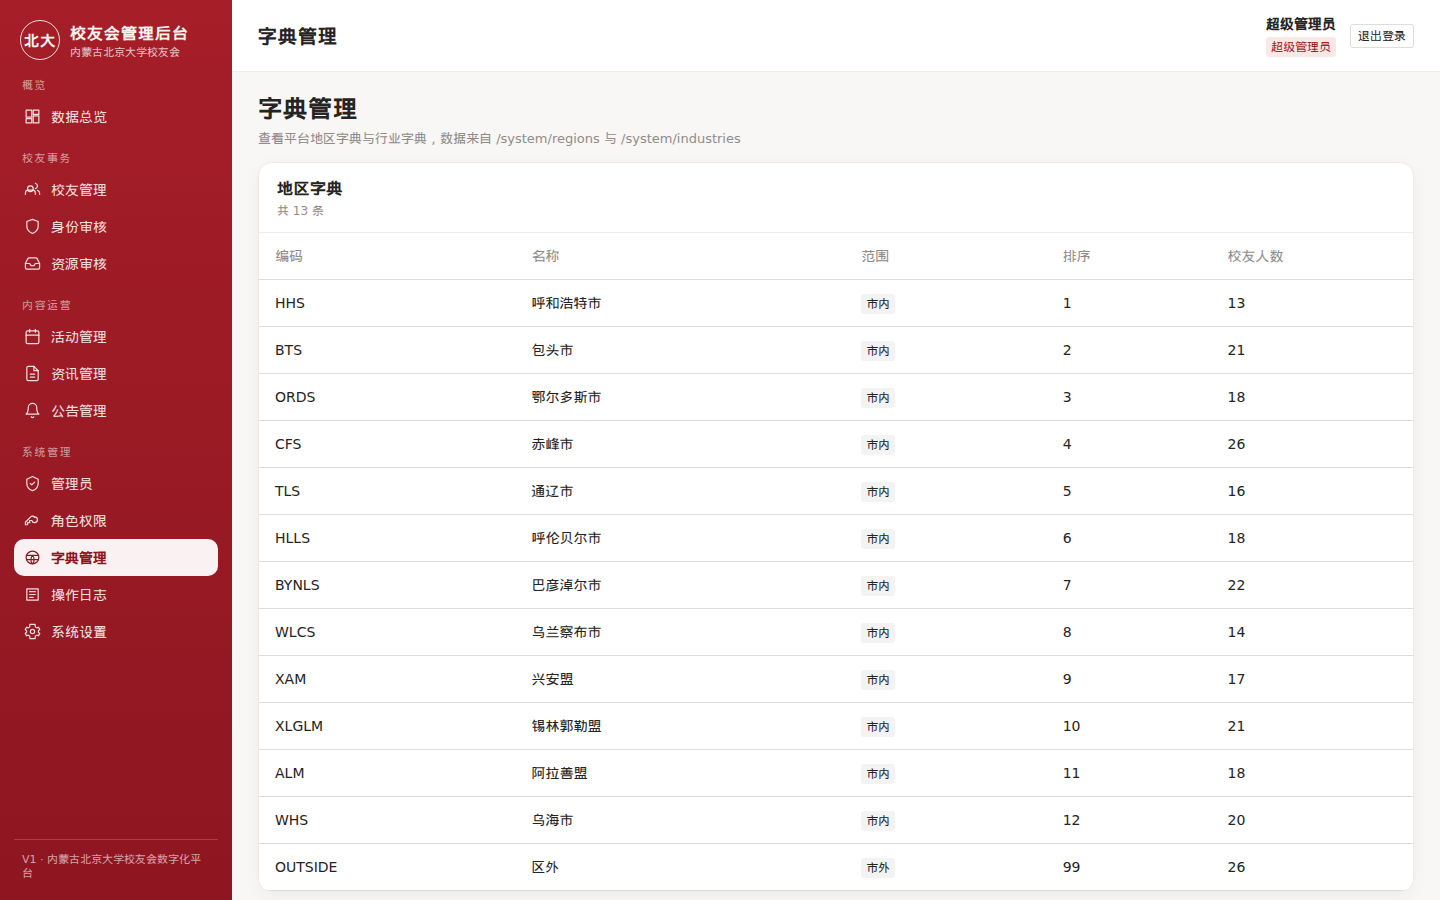 北大
校友会管理后台
内蒙古北京大学校友会
概览
数据总览
校友事务
校友管理
身份审核
资源审核
内容运营
活动管理
资讯管理
公告管理
系统管理
管理员
角色权限
字典管理
操作日志
系统设置
V1 · 内蒙古北京大学校友会数字化平
台
字典管理
超级管理员
超级管理员
退出登录
字典管理
查看平台地区字典与行业字典，数据来自 /system/regions 与 /system/industries
地区字典
共 13 条
编码 名称 范围 排序 校友人数
HHS 呼和浩特市 市内 1 13
BTS 包头市 市内 2 21
ORDS 鄂尔多斯市 市内 3 18
CFS 赤峰市 市内 4 26
TLS 通辽市 市内 5 16
HLLS 呼伦贝尔市 市内 6 18
BYNLS 巴彦淖尔市 市内 7 22
WLCS 乌兰察布市 市内 8 14
XAM 兴安盟 市内 9 17
XLGLM 锡林郭勒盟 市内 10 21
ALM 阿拉善盟 市内 11 18
WHS 乌海市 市内 12 20
OUTSIDE 区外 市外 99 26